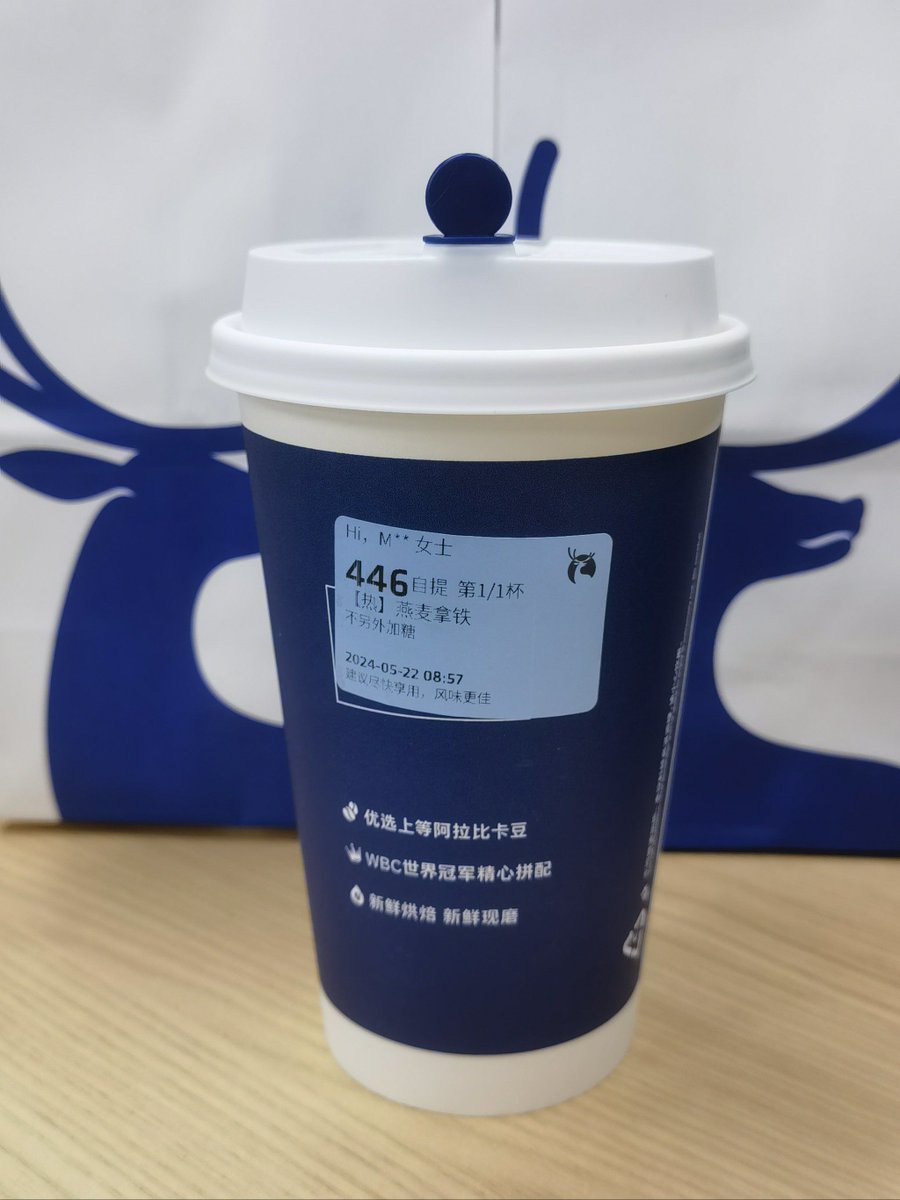 Hi，M** 女士
446自提 第1/1杯
【热】燕麦拿铁
不另外加糖
2024-05-22 08:57
建议尽快享用，风味更佳
优选上等阿拉比卡豆
WBC世界冠军精心拼配
新鲜烘焙 新鲜现磨